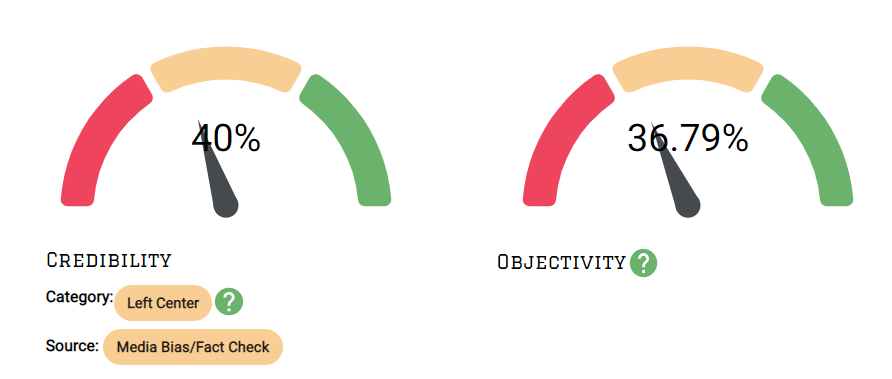 40%
36.79%
Credibility
Objectivity ?
Category: Left Center ?
Source: Media Bias/Fact Check